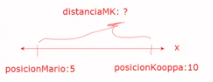 distanciaMK: ?
x
posicionMario:5
posicionKooppa:10